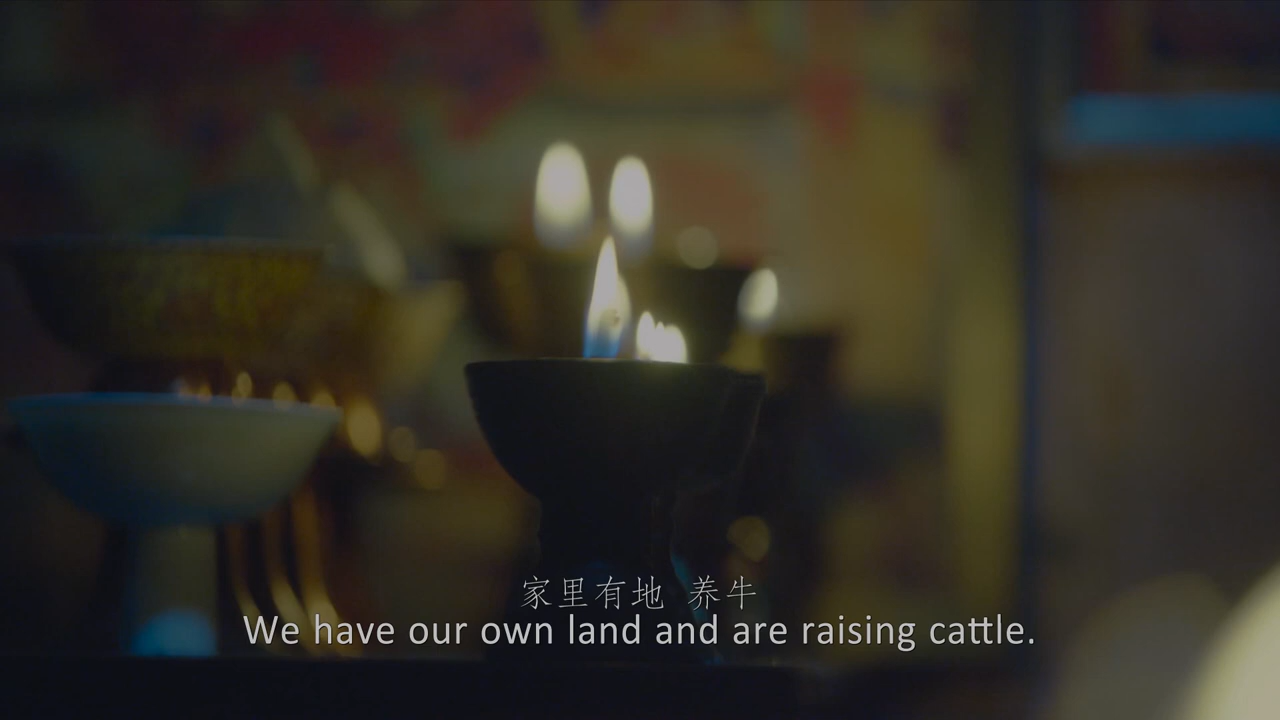 家里有地 养牛
We have our own land and are raising cattle.